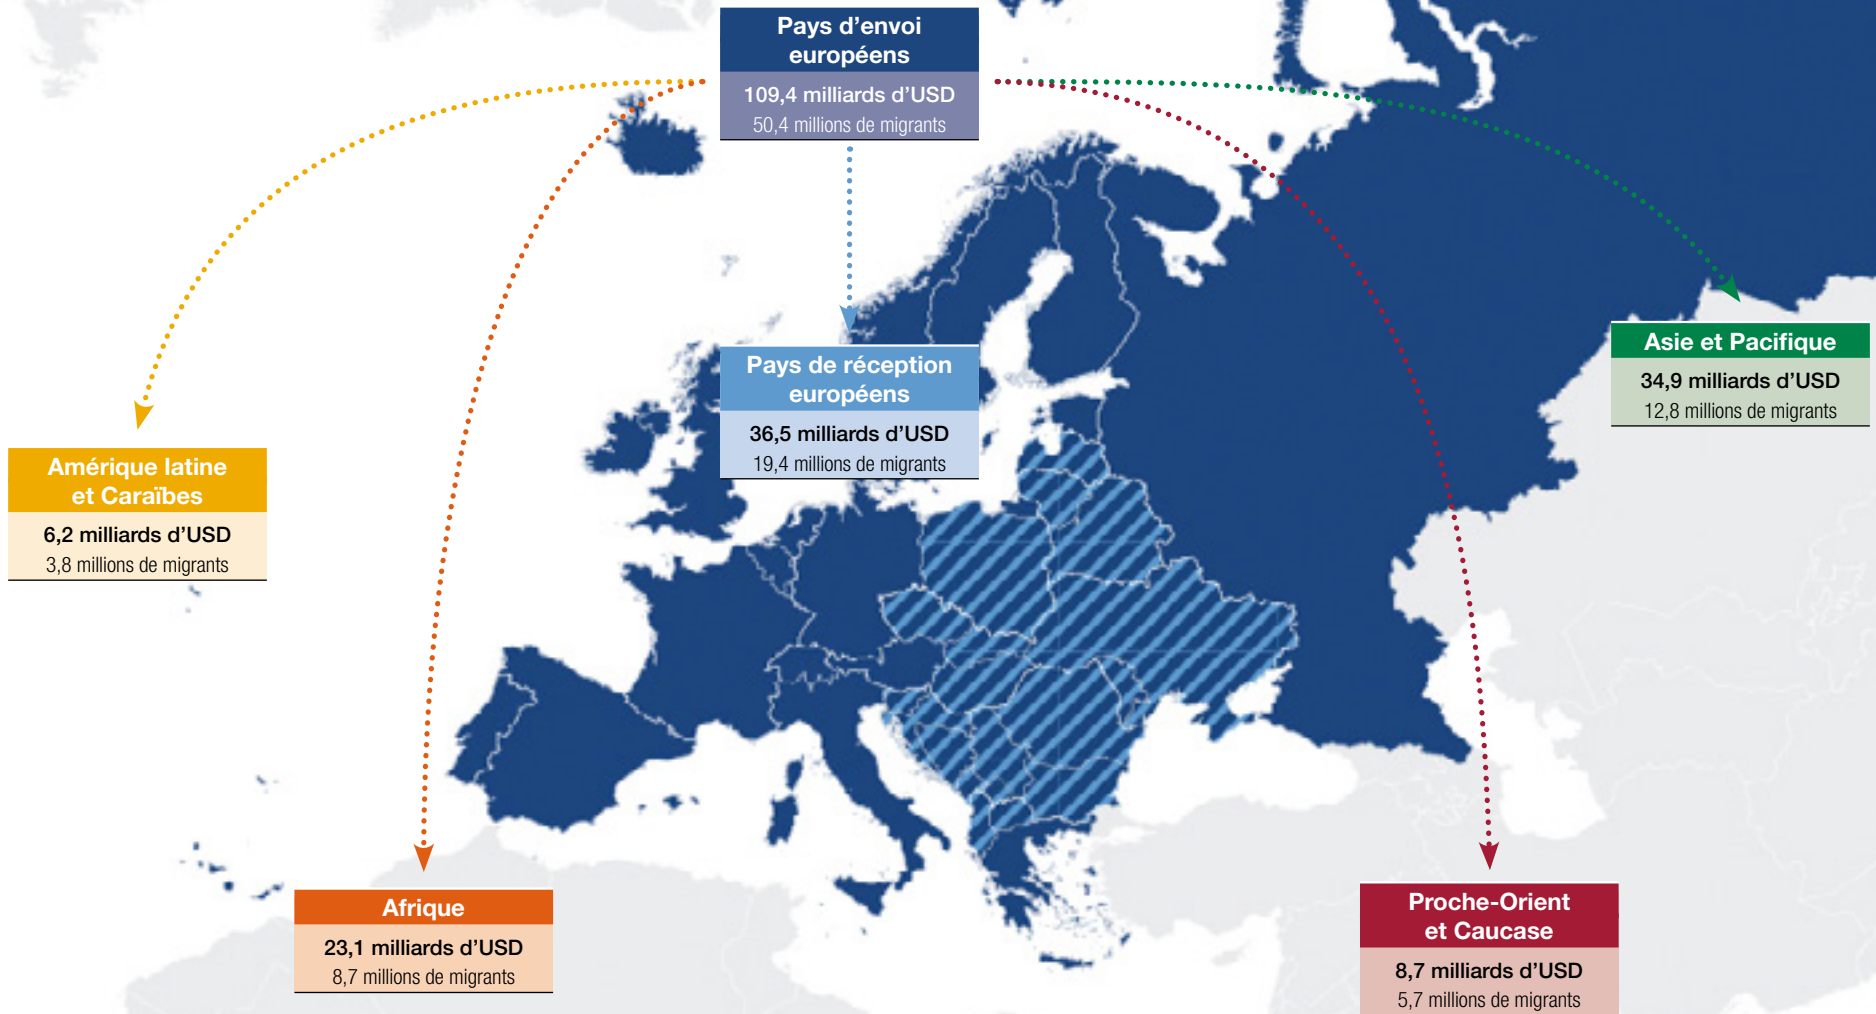 Pays d’envoi
européens
109,4 milliards d’USD
50,4 millions de migrants
Pays de réception
européens
36,5 milliards d’USD
19,4 millions de migrants
Asie et Pacifique
34,9 milliards d’USD
12,8 millions de migrants
Amérique latine
et Caraïbes
6,2 milliards d’USD
3,8 millions de migrants
Afrique
23,1 milliards d’USD
8,7 millions de migrants
Proche-Orient
et Caucase
8,7 milliards d’USD
5,7 millions de migrants